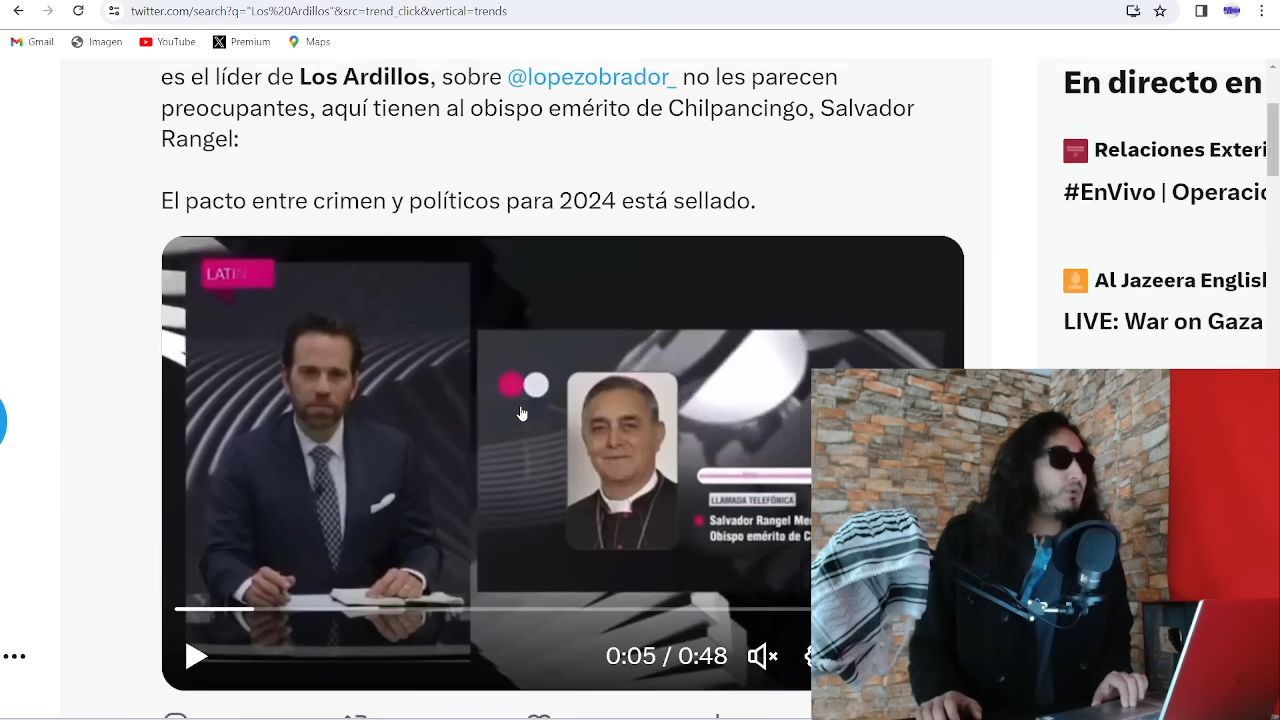 twitter.com/search?q="Los%20Ardillos"&src=trend_click&vertical=trends
Gmail
Imagen
YouTube
Premium
Maps
es el líder de Los Ardillos, sobre @lopezobrador_ no les parecen
preocupantes, aquí tienen al obispo emérito de Chilpancingo, Salvador
Rangel:
El pacto entre crimen y políticos para 2024 está sellado.
LATIN
LLAMADA TELEFÓNICA
Salvador Rangel
Obispo emérito de
0:05 / 0:48
En directo en
Relaciones Exteri
#EnVivo | Operacio
Al Jazeera English
LIVE: War on Gaza